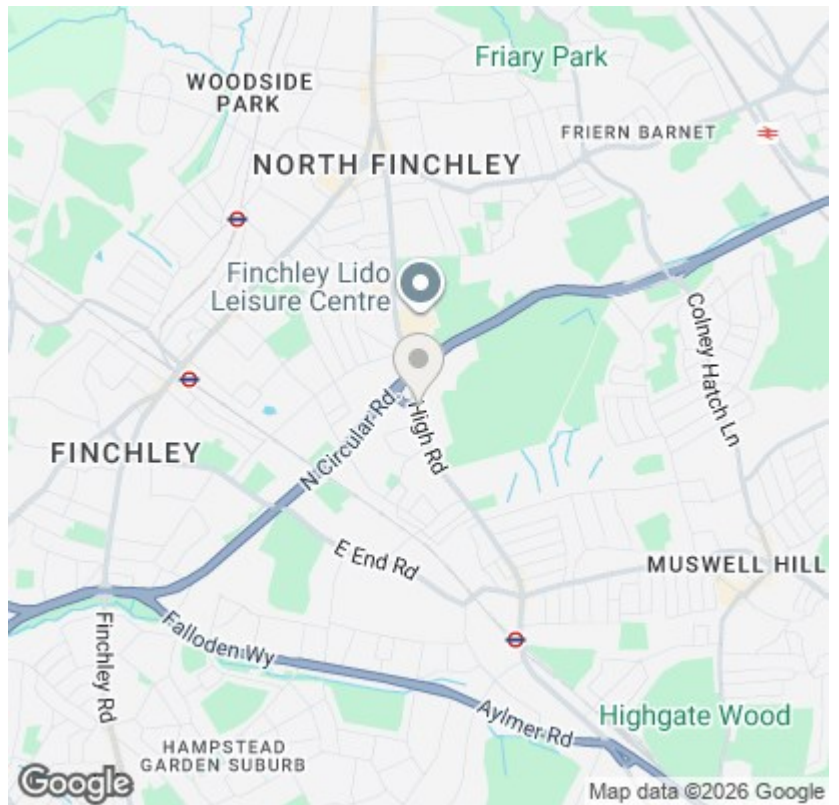 Friary Park
WOODSIDE
PARK
FRIERN BARNET
NORTH FINCHLEY
Finchley Lido
Leisure Centre
Colney Hatch Ln
N Circular Rd
High Rd
FINCHLEY
E End Rd
MUSWELL HILL
Finchley Rd
Falloden Wy
Aylmer Rd
Highgate Wood
HAMPSTEAD
GARDEN SUBURB
Google
Map data ©2026 Google